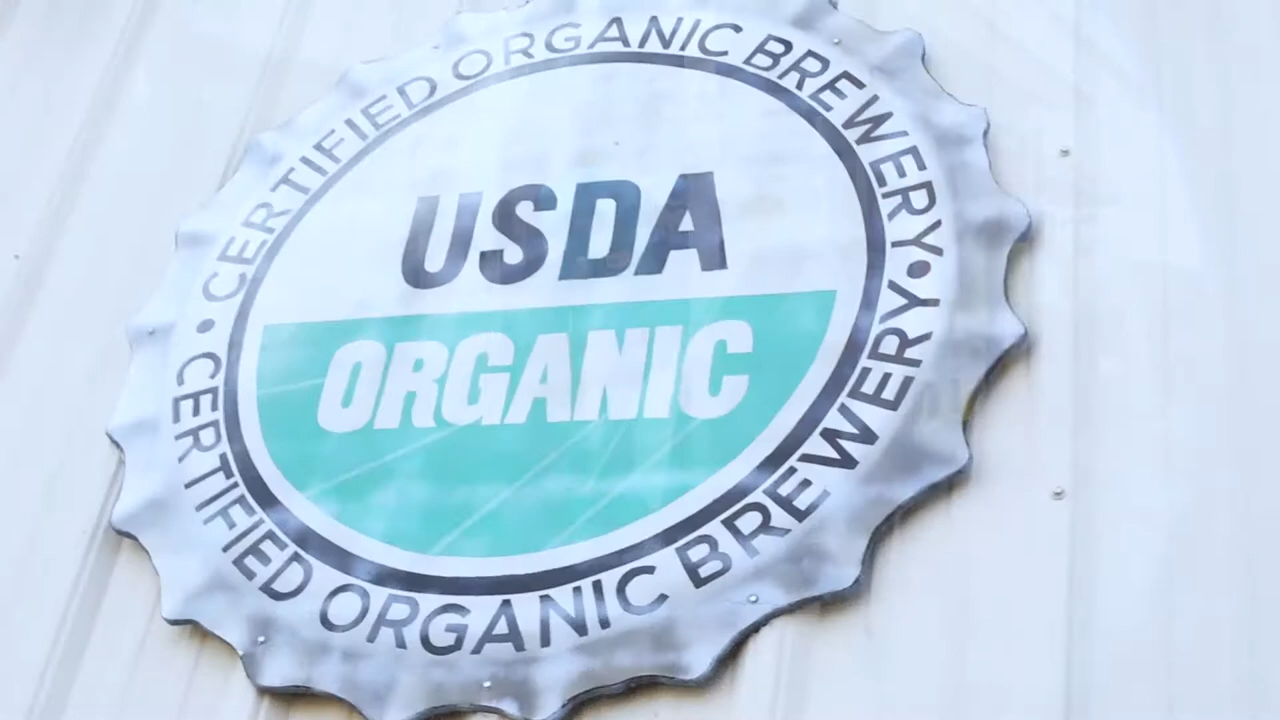 • CERTIFIED ORGANIC BREWERY •
USDA
ORGANIC
CERTIFIED ORGANIC BREWERY